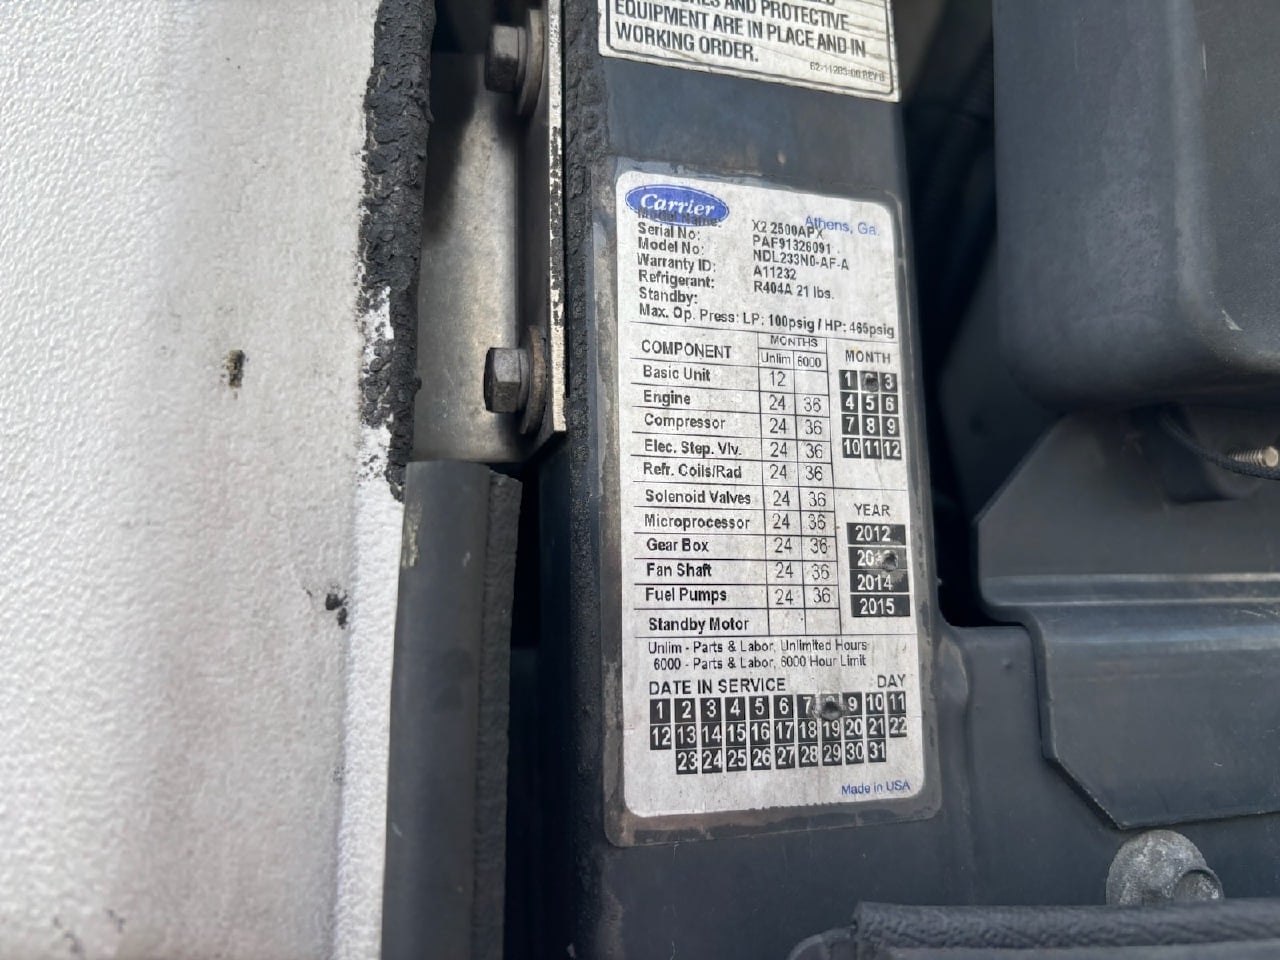 AND PROTECTIVE
EQUIPMENT ARE IN PLACE AND IN
WORKING ORDER.
Carrier
Athens, Ga.
Model Name: X2 2500APX
Serial No: PAF91326091
Model No: NDL233N0-AF-A
Warranty ID: A11232
Refrigerant: R404A 21 lbs.
Standby:
Max. Op. Press: LP: 100psig / HP: 465psig
COMPONENT MONTHS
Unlim 6000
Basic Unit 12
Engine 24 36
Compressor 24 36
Elec. Step. Vlv. 24 36
Refr. Coils/Rad 24 36
Solenoid Valves 24 36
Microprocessor 24 36
Gear Box 24 36
Fan Shaft 24 36
Fuel Pumps 24 36
Standby Motor
MONTH
1 3
4 5 6
7 8 9
10 11 12
YEAR
2012
2014
2015
Unlim - Parts & Labor, Unlimited Hours
6000 - Parts & Labor, 6000 Hour Limit
DATE IN SERVICE DAY
1 2 3 4 5 6 7 9 10 11
12 13 14 15 16 17 18 19 20 21 22
23 24 25 26 27 28 29 30 31
Made in USA